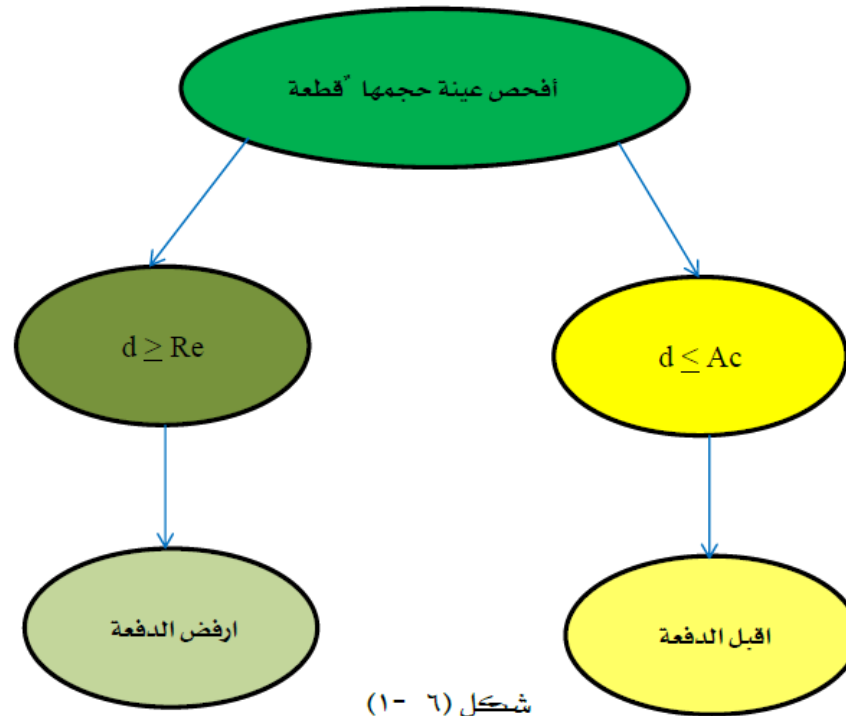 أفحص عينة حجمها قطعة
d ≤ Ac
d ≥ Re
اقبل الدفعة
ارفض الدفعة
شكل (٦ -١)